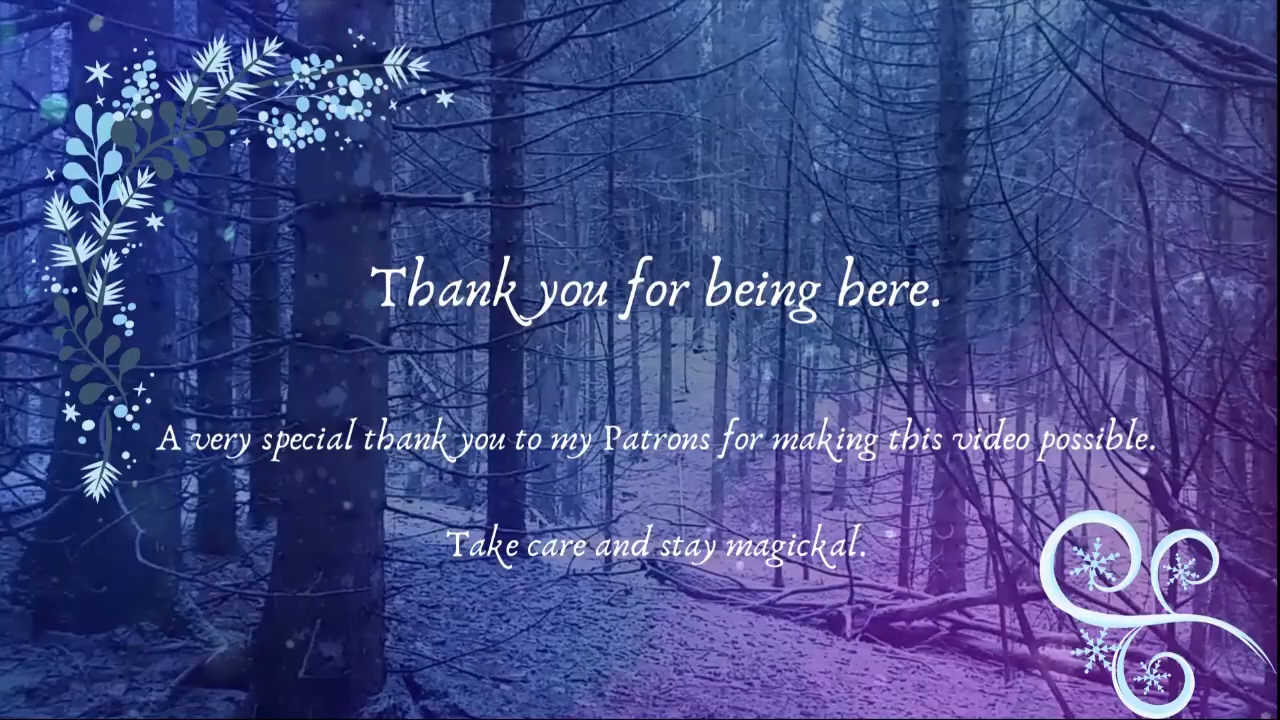 Thank you for being here.
A very special thank you to my Patrons for making this video possible.
Take care and stay magickal.